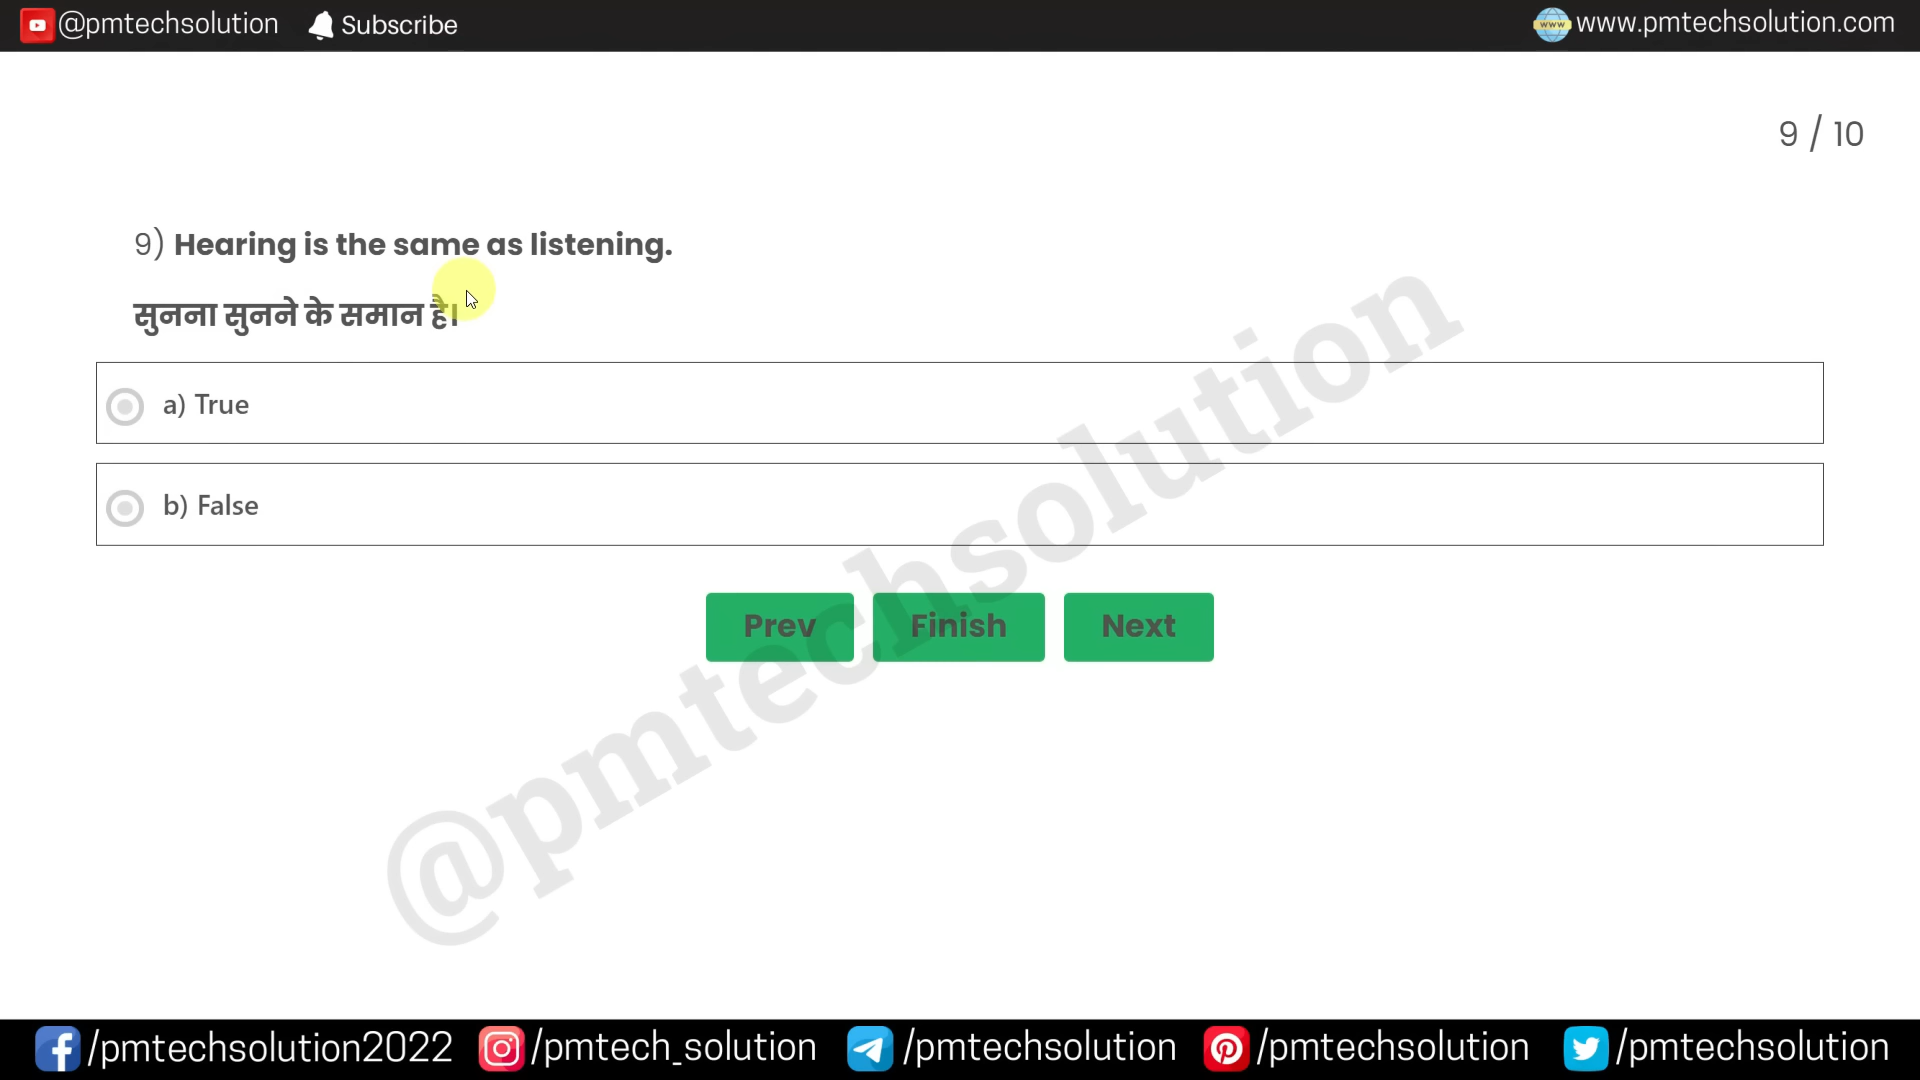 @pmtechsolution Subscribe www.pmtechsolution.com
9 / 10
9) Hearing is the same as listening.
सुनना सुनने के समान है।
a) True
b) False
Prev Finish Next
@pmtechsolution
/pmtechsolution2022 /pmtech_solution /pmtechsolution /pmtechsolution /pmtechsolution